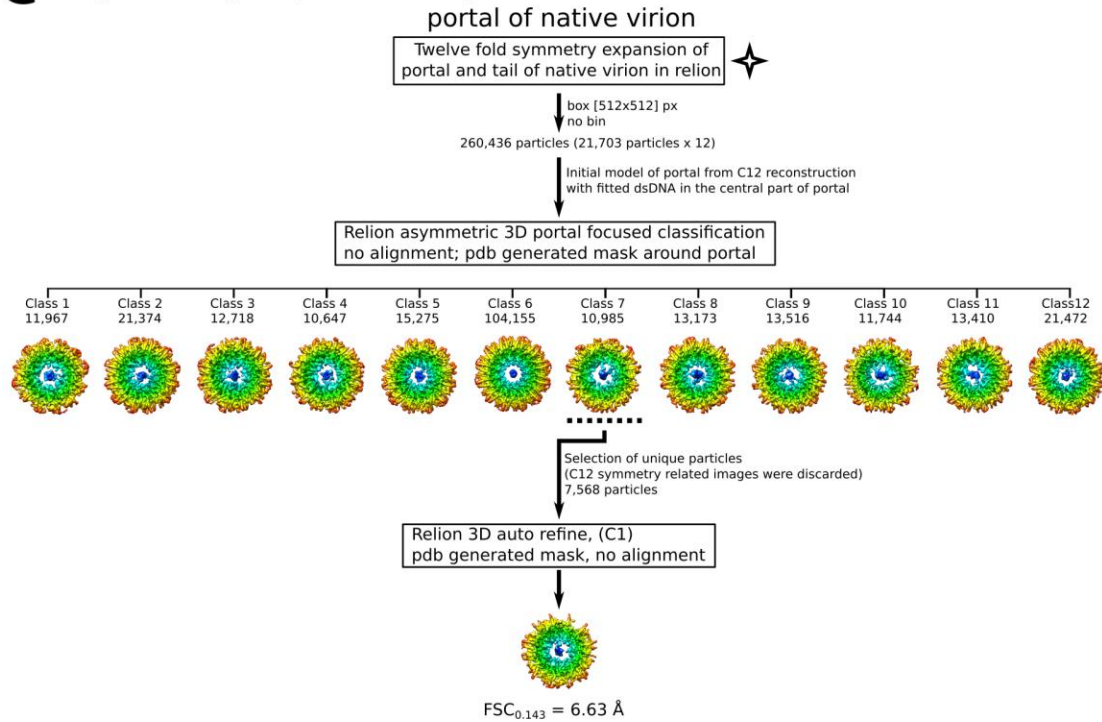 portal of native virion
Twelve fold symmetry expansion of
portal and tail of native virion in relion
box [512x512] px
no bin
260,436 particles (21,703 particles x 12)
Initial model of portal from C12 reconstruction
with fitted dsDNA in the central part of portal
Relion asymmetric 3D portal focused classification
no alignment; pdb generated mask around portal
Class 1 Class 2 Class 3 Class 4 Class 5 Class 6 Class 7 Class 8 Class 9 Class 10 Class 11 Class12
11,967 21,374 12,718 10,647 15,275 104,155 10,985 13,173 13,516 11,744 13,410 21,472
Selection of unique particles
(C12 symmetry related images were discarded)
7,568 particles
Relion 3D auto refine, (C1)
pdb generated mask, no alignment
FSC0.143 = 6.63 Å